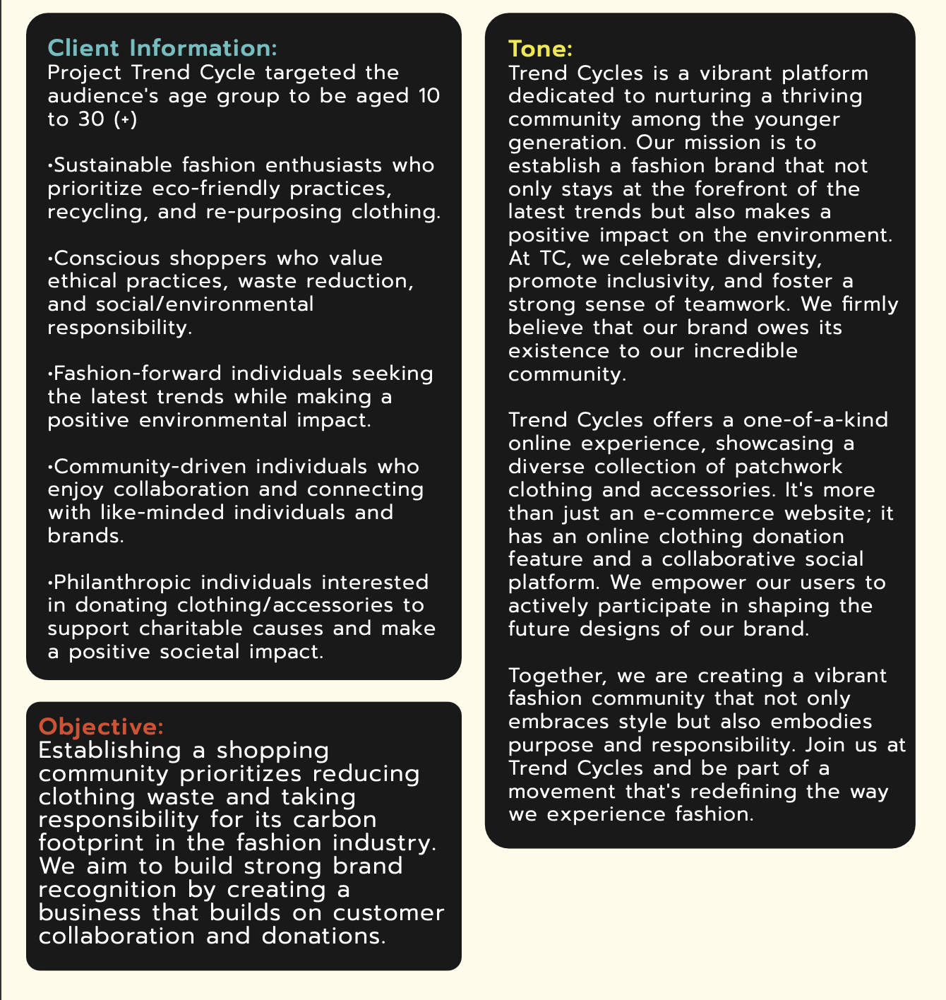 Client Information:
Project Trend Cycle targeted the
audience's age group to be aged 10
to 30 (+)
•Sustainable fashion enthusiasts who
prioritize eco-friendly practices,
recycling, and re-purposing clothing.
•Conscious shoppers who value
ethical practices, waste reduction,
and social/environmental
responsibility.
•Fashion-forward individuals seeking
the latest trends while making a
positive environmental impact.
•Community-driven individuals who
enjoy collaboration and connecting
with like-minded individuals and
brands.
•Philanthropic individuals interested
in donating clothing/accessories to
support charitable causes and make
a positive societal impact.
Objective:
Establishing a shopping
community prioritizes reducing
clothing waste and taking
responsibility for its carbon
footprint in the fashion industry.
We aim to build strong brand
recognition by creating a
business that builds on customer
collaboration and donations.
Tone:
Trend Cycles is a vibrant platform
dedicated to nurturing a thriving
community among the younger
generation. Our mission is to
establish a fashion brand that not
only stays at the forefront of the
latest trends but also makes a
positive impact on the environment.
At TC, we celebrate diversity,
promote inclusivity, and foster a
strong sense of teamwork. We firmly
believe that our brand owes its
existence to our incredible
community.
Trend Cycles offers a one-of-a-kind
online experience, showcasing a
diverse collection of patchwork
clothing and accessories. It's more
than just an e-commerce website; it
has an online clothing donation
feature and a collaborative social
platform. We empower our users to
actively participate in shaping the
future designs of our brand.
Together, we are creating a vibrant
fashion community that not only
embraces style but also embodies
purpose and responsibility. Join us at
Trend Cycles and be part of a
movement that's redefining the way
we experience fashion.